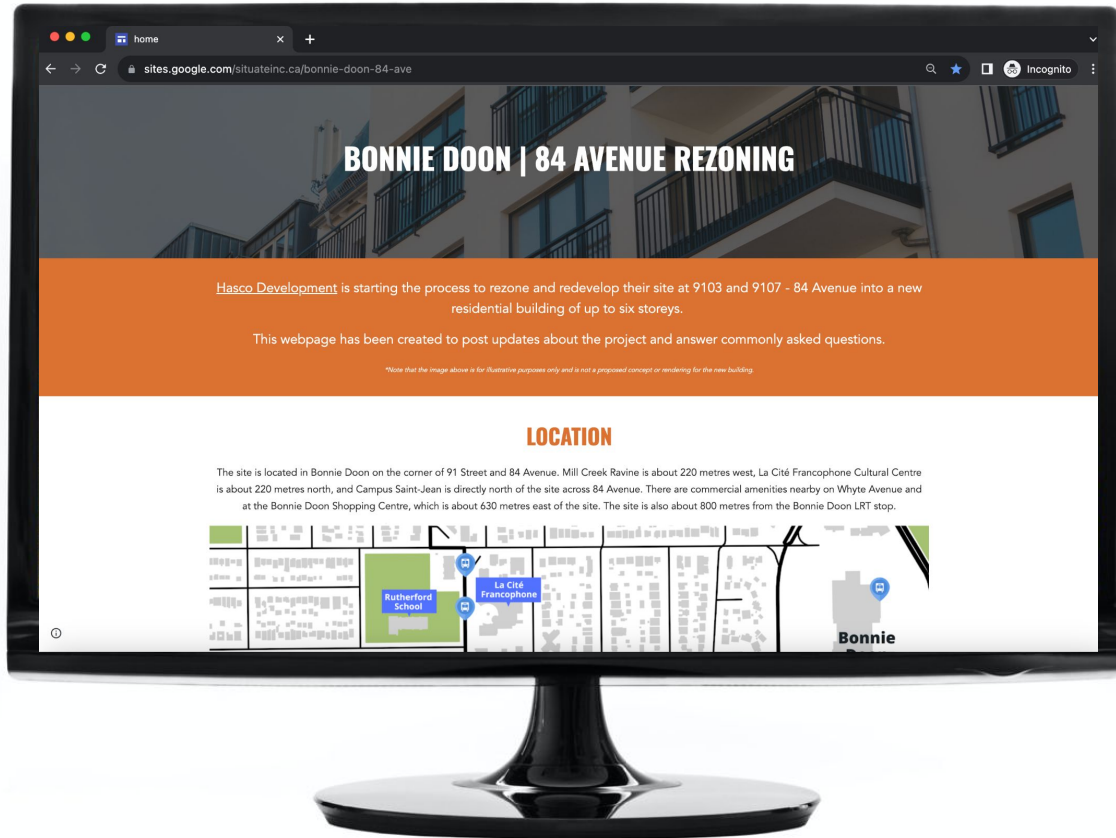 home
sites.google.com/situateinc.ca/bonnie-doon-84-ave
Incognito
BONNIE DOON | 84 AVENUE REZONING
Hasco Development is starting the process to rezone and redevelop their site at 9103 and 9107 - 84 Avenue into a new
residential building of up to six storeys.
This webpage has been created to post updates about the project and answer commonly asked questions.
*Note that the image above is for illustrative purposes only and is not a proposed concept or rendering for the new building.
LOCATION
The site is located in Bonnie Doon on the corner of 91 Street and 84 Avenue. Mill Creek Ravine is about 220 metres west, La Cité Francophone Cultural Centre
is about 220 metres north, and Campus Saint-Jean is directly north of the site across 84 Avenue. There are commercial amenities nearby on Whyte Avenue and
at the Bonnie Doon Shopping Centre, which is about 630 metres east of the site. The site is also about 800 metres from the Bonnie Doon LRT stop.
La Cité
Francophone
Rutherford
School
Bonnie